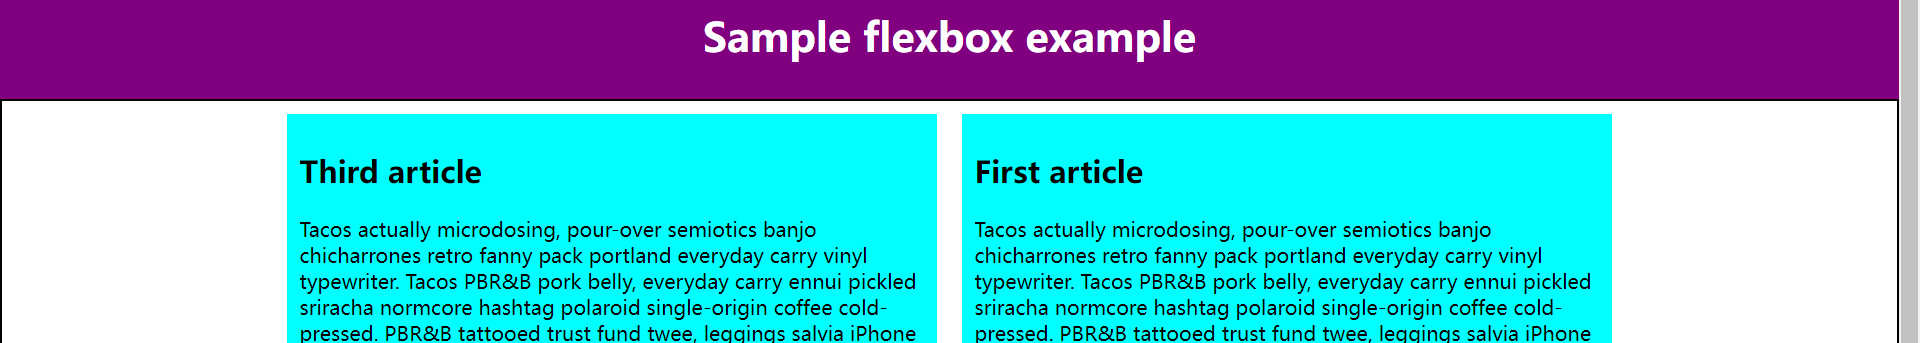 Sample flexbox example
Third article
Tacos actually microdosing, pour-over semiotics banjo
chicharrones retro fanny pack portland everyday carry vinyl
typewriter. Tacos PBR&B pork belly, everyday carry ennui pickled
sriracha normcore hashtag polaroid single-origin coffee cold-
pressed. PBR&B tattooed trust fund twee, leggings salvia iPhone
First article
Tacos actually microdosing, pour-over semiotics banjo
chicharrones retro fanny pack portland everyday carry vinyl
typewriter. Tacos PBR&B pork belly, everyday carry ennui pickled
sriracha normcore hashtag polaroid single-origin coffee cold-
pressed. PBR&B tattooed trust fund twee, leggings salvia iPhone